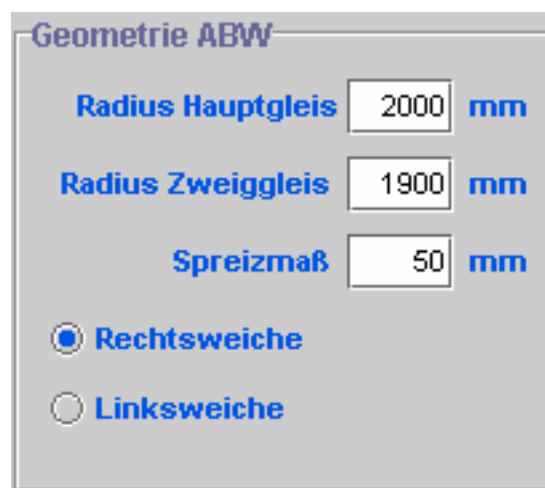 Geometrie ABW
Radius Hauptgleis 2000 mm
Radius Zweiggleis 1900 mm
Spreizmaß 50 mm
Rechtsweiche
Linksweiche